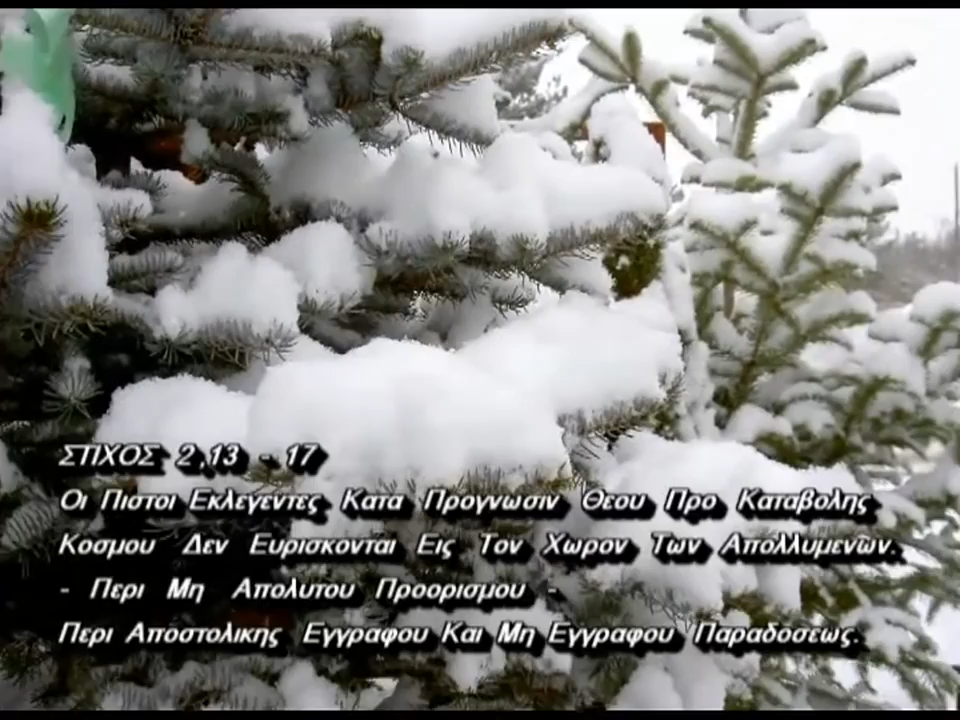 ΣΤΙΧΟΣ 2,13 - 17
Οι Πιστοι Εκλεγεντες Κατα Προγνωσιν Θεου Προ Καταβολης
Κοσμου Δεν Ευρισκονται Εις Τον Χωρον Των Απολλυμενων.
- Περι Μη Απολυτου Προορισμου -
Περι Αποστολικης Εγγραφου Και Μη Εγγραφου Παραδοσεως.